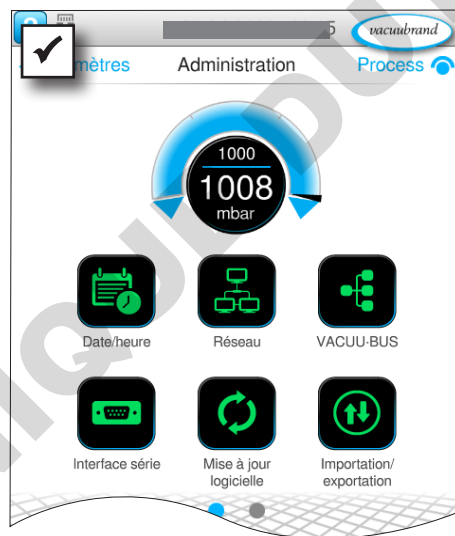 5
vacuubrand
mètres
Administration
Process
1000
1008
mbar
Date/heure
Réseau
VACUU·BUS
Interface série
Mise à jour
logicielle
Importation/
exportation